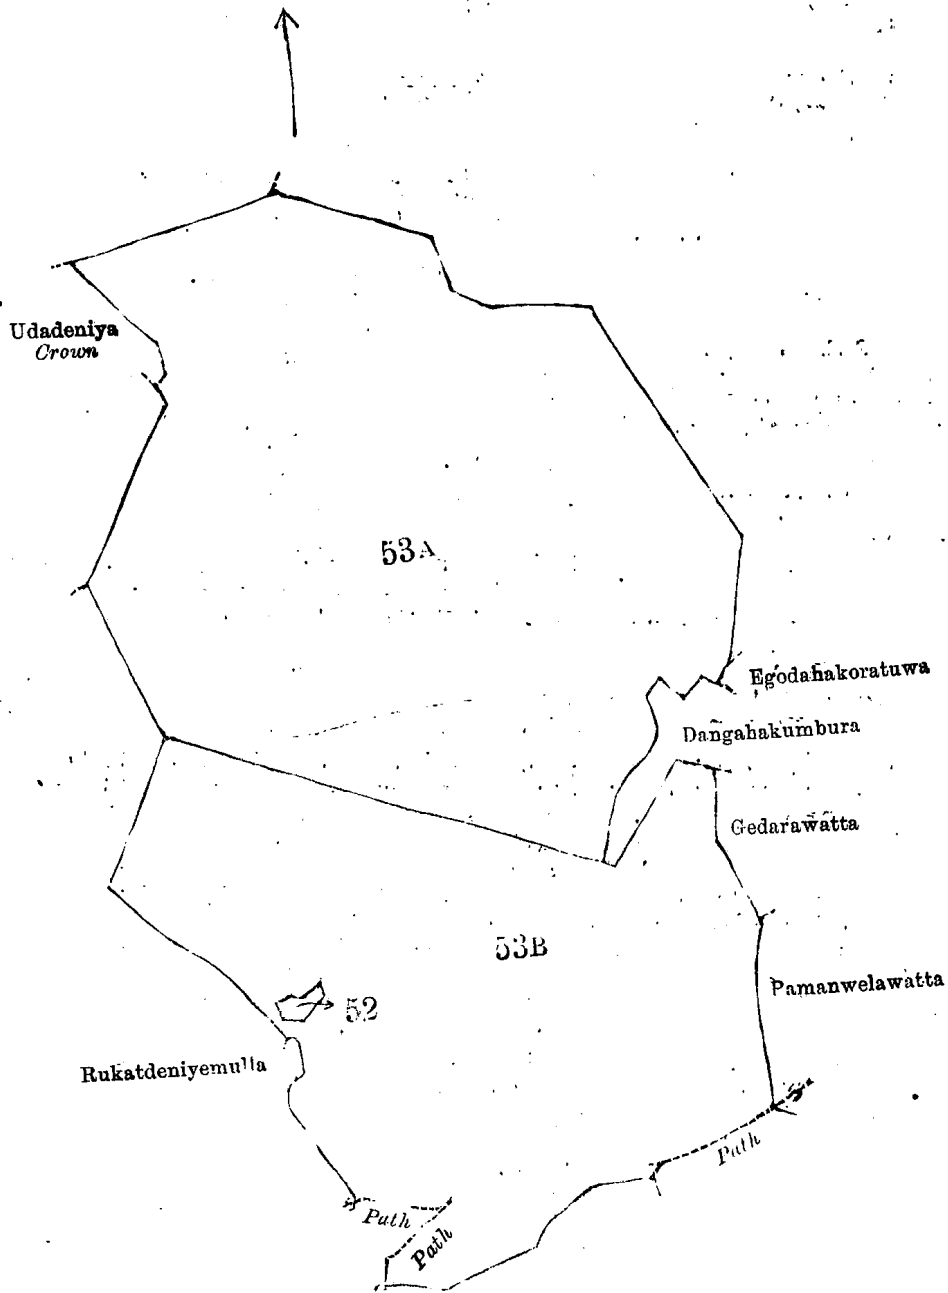 Udadeniya
Crown
53A
Egodahakoratuwa
Dangahakumbura
Gedarawatta
53B
Pamanwelawatta
52
Rukatdeniyemulla
Path
Path
Path